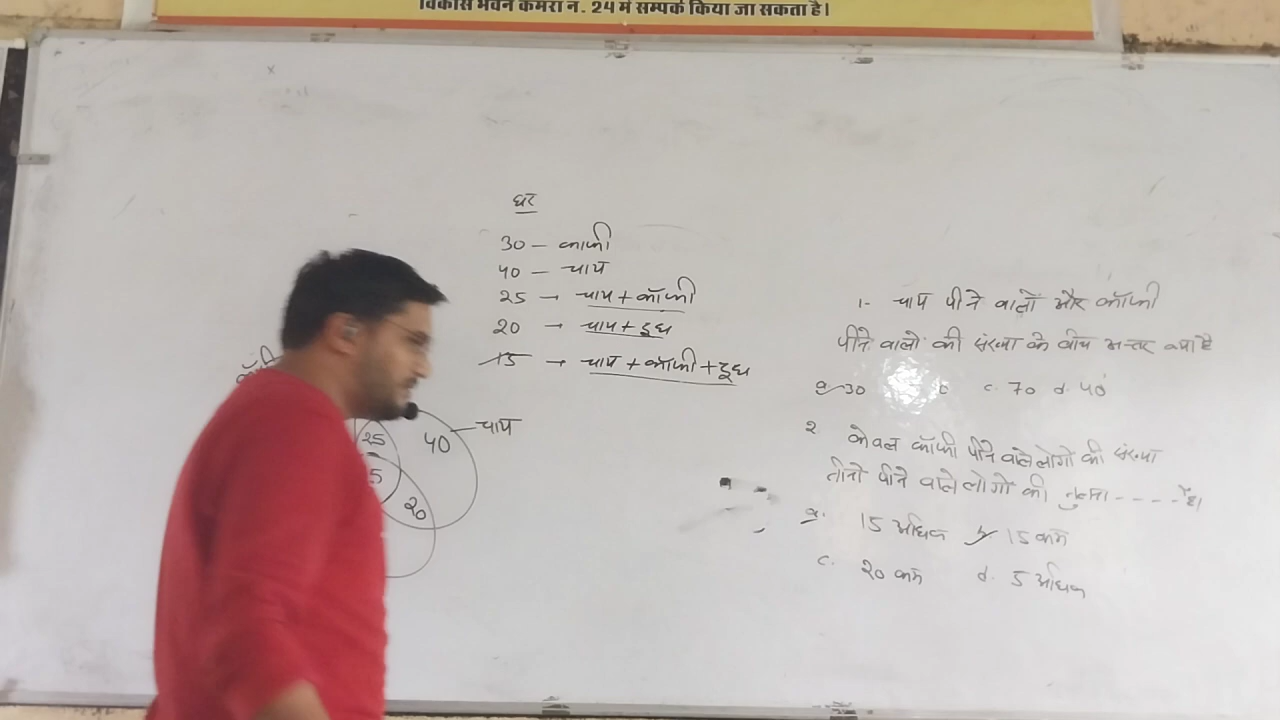 विकास भवन कमरा नं. 24 में सम्पर्क किया जा सकता है।
घर
30 – काफी
40 – चाय
25 → चाय + कॉफी
20 → चाय + दुध
15 → चाय + कॉफी + दूध
25
40
चाय
5
20
1- चाय पीने वालों और कॉफी
पीने वालो की संख्या के बीच अन्तर क्या है
a 30 b c. 70 d. 40
2 केवल कॉफी पीने वाले लोगों की संख्या
तीनो पीने वाले लोगो की तुलना - - - - है।
a. 15 अधिक b 15 कम
c. 20 कम d. 5 अधिक